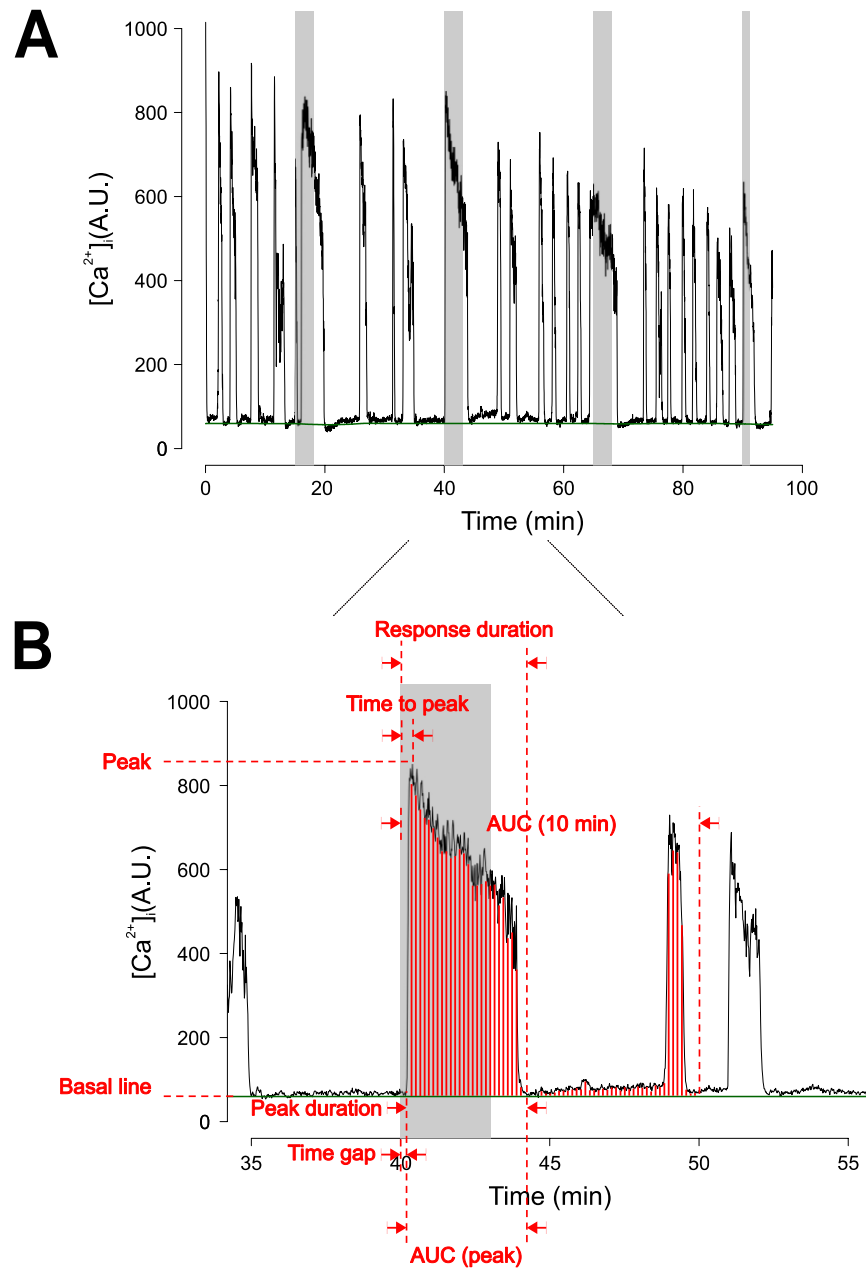 A
1000
800
600
400
200
0
[Ca2+]i(A.U.)
0 20 40 60 80 100
Time (min)
B
Response duration
Time to peak
Peak
AUC (10 min)
1000
800
600
400
200
0
[Ca2+]i(A.U.)
Basal line
Peak duration
Time gap
35 40 45 50 55
Time (min)
AUC (peak)